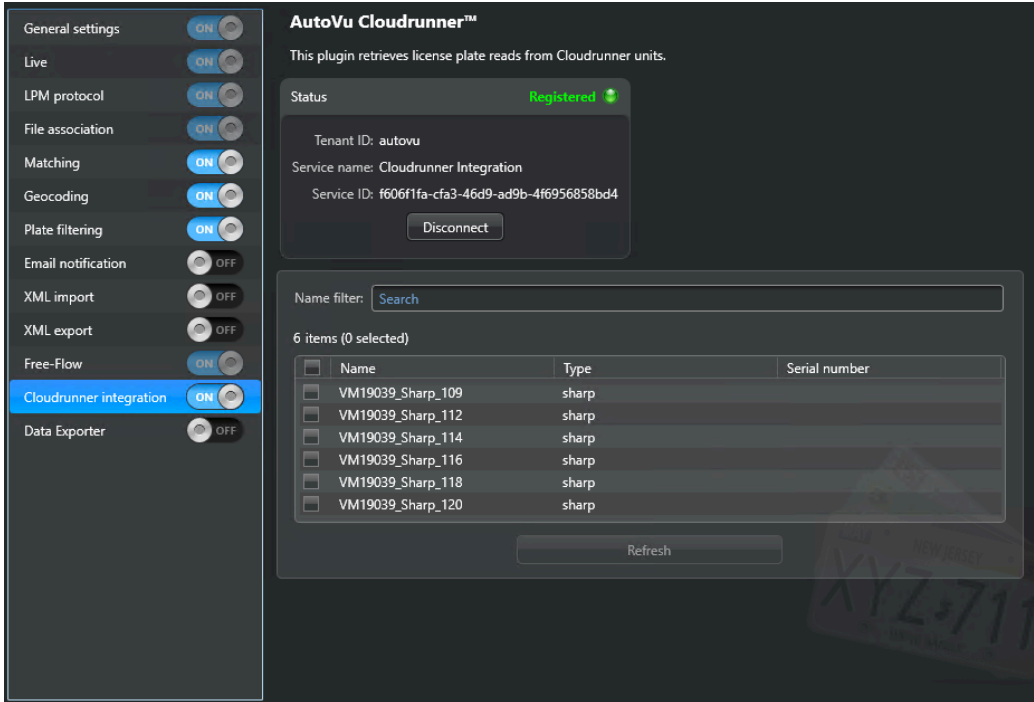 General settings ON
Live ON
LPM protocol ON
File association ON
Matching ON
Geocoding ON
Plate filtering ON
Email notification OFF
XML import OFF
XML export OFF
Free-Flow ON
Cloudrunner integration ON
Data Exporter OFF
AutoVu Cloudrunner™
This plugin retrieves license plate reads from Cloudrunner units.
Status Registered
Tenant ID: autovu
Service name: Cloudrunner Integration
Service ID: f606f1fa-cfa3-46d9-ad9b-4f6956858bd4
Disconnect
Name filter: Search
6 items (0 selected)
Name Type Serial number
VM19039_Sharp_109 sharp
VM19039_Sharp_112 sharp
VM19039_Sharp_114 sharp
VM19039_Sharp_116 sharp
VM19039_Sharp_118 sharp
VM19039_Sharp_120 sharp
Refresh
NEW JERSEY
XYZ 711